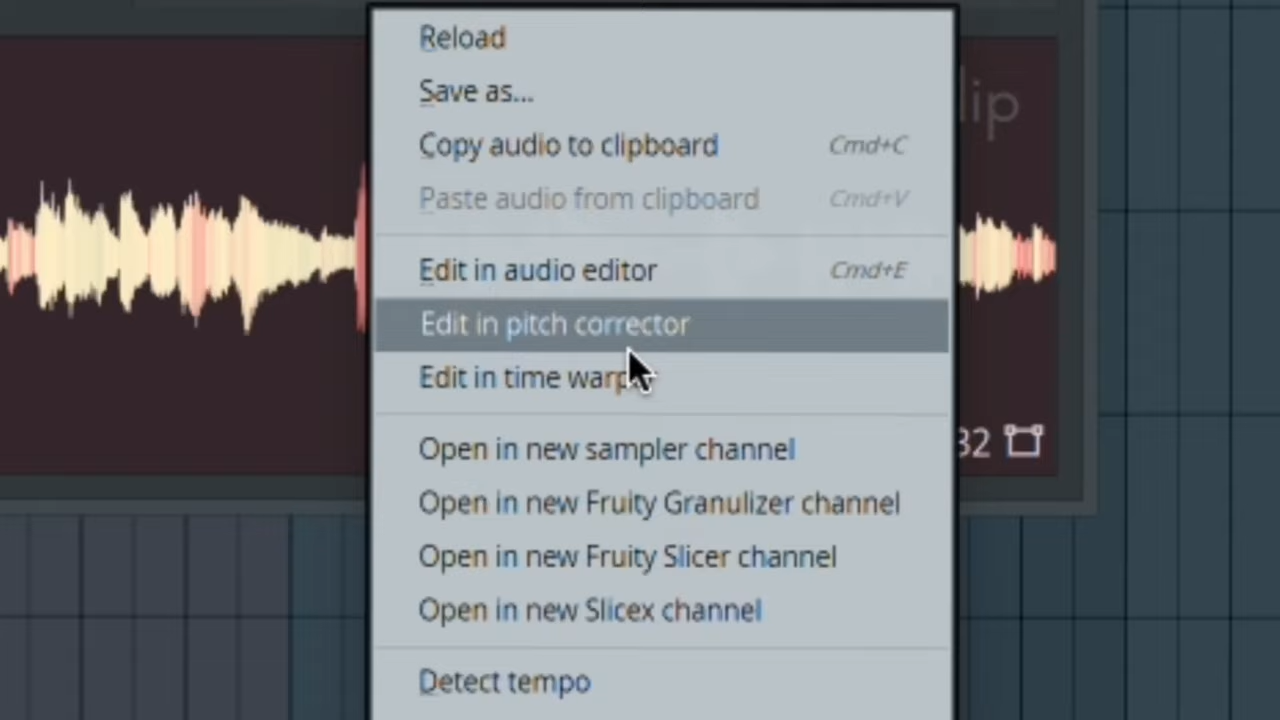 Reload
Save as...
Copy audio to clipboard Cmd+C
Paste audio from clipboard Cmd+V
Edit in audio editor Cmd+E
Edit in pitch corrector
Edit in time warp
Open in new sampler channel
Open in new Fruity Granulizer channel
Open in new Fruity Slicer channel
Open in new Slicex channel
Detect tempo
lip
32